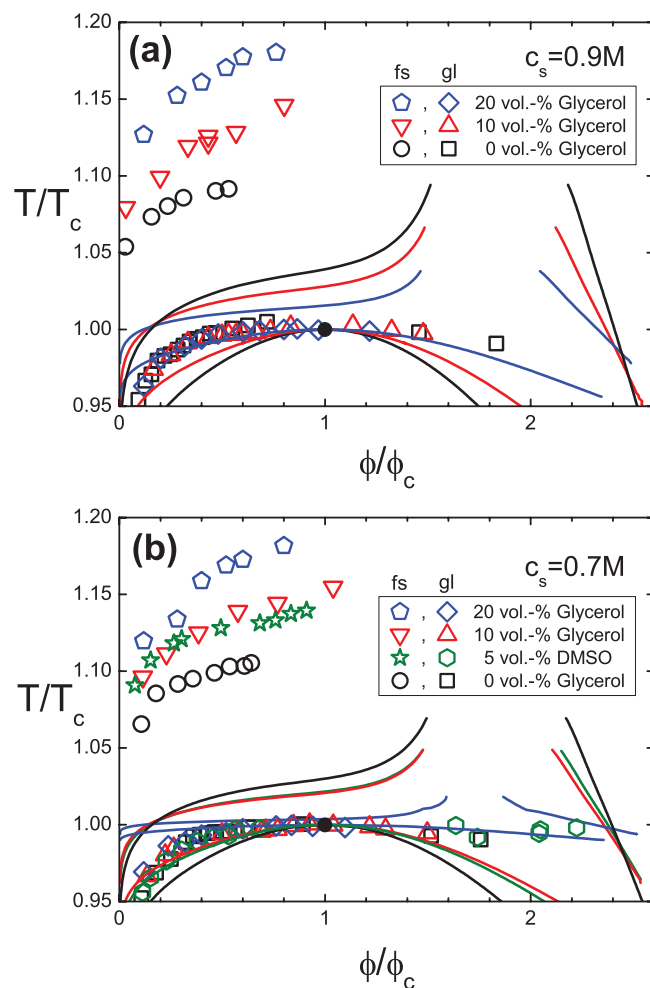 1.20
(a)
c_s=0.9M
fs gl
, 20 vol.-% Glycerol
, 10 vol.-% Glycerol
, 0 vol.-% Glycerol
1.15
1.10
T/T_c
1.05
1.00
0.95
0 1 2
ϕ/ϕ_c
1.20
(b)
c_s=0.7M
fs gl
, 20 vol.-% Glycerol
, 10 vol.-% Glycerol
, 5 vol.-% DMSO
, 0 vol.-% Glycerol
1.15
1.10
T/T_c
1.05
1.00
0.95
0 1 2
ϕ/ϕ_c